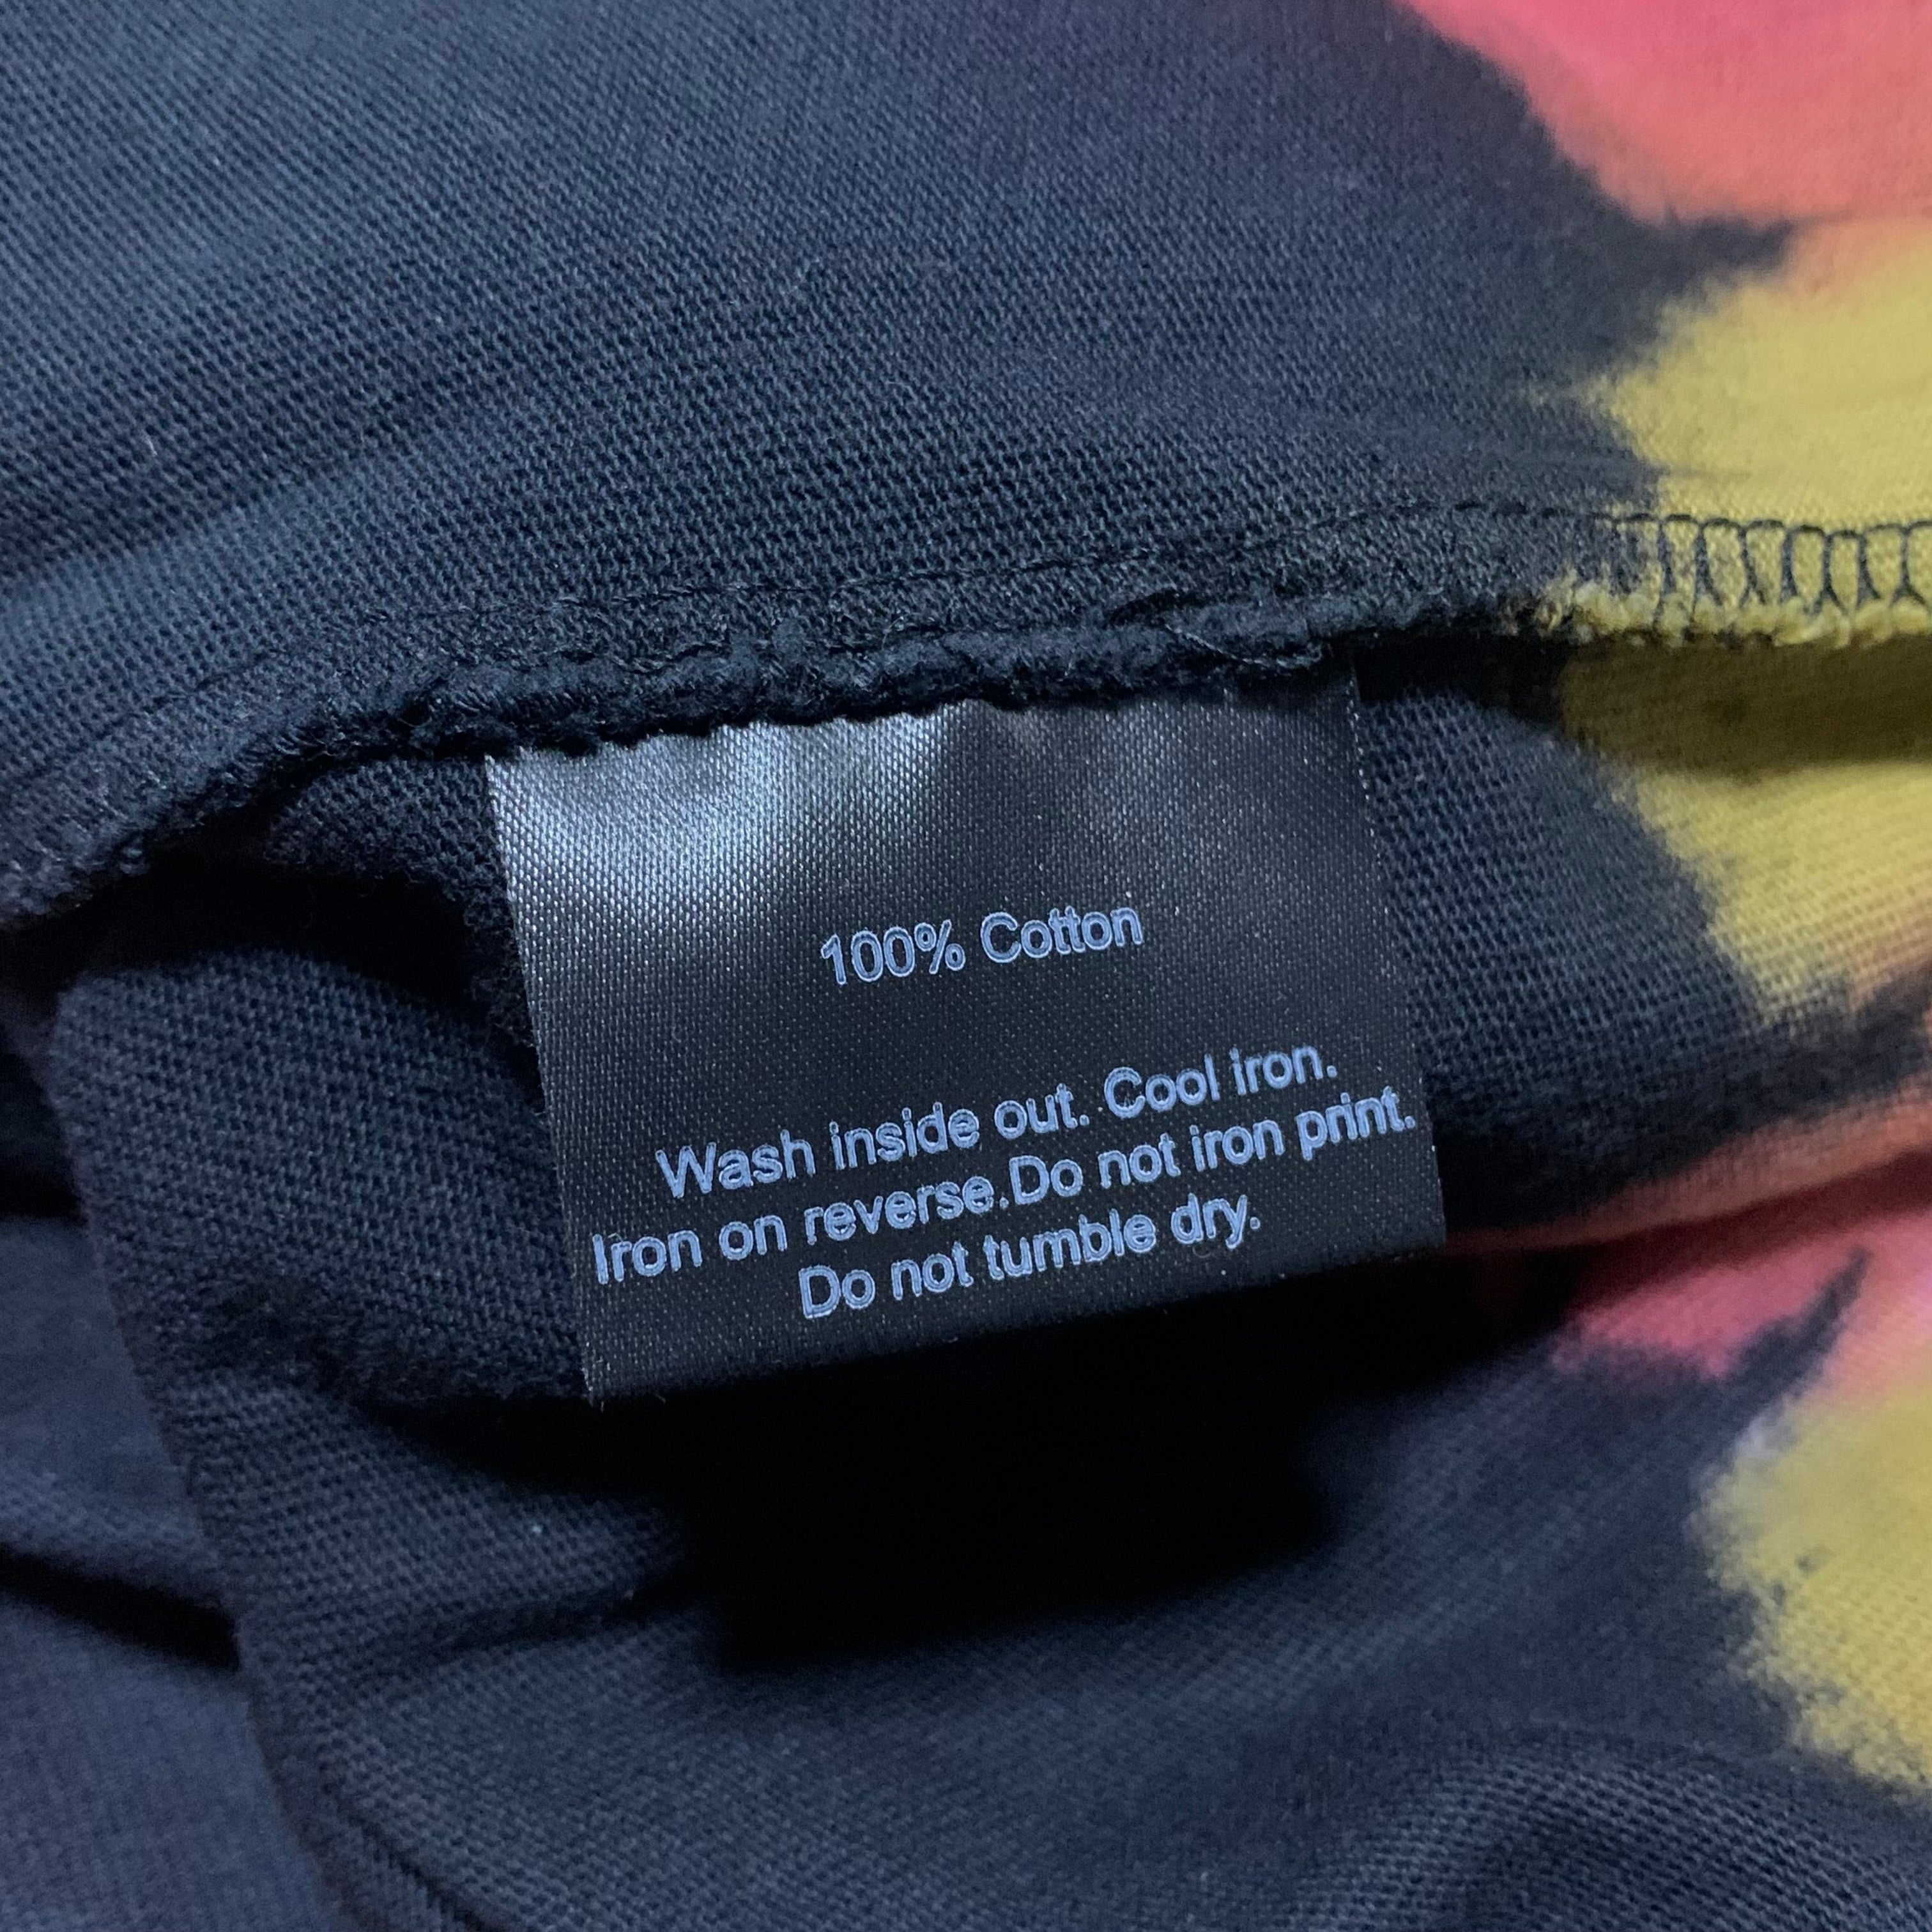 100% Cotton
Wash inside out. Cool iron.
Iron on reverse.Do not iron print.
Do not tumble dry.